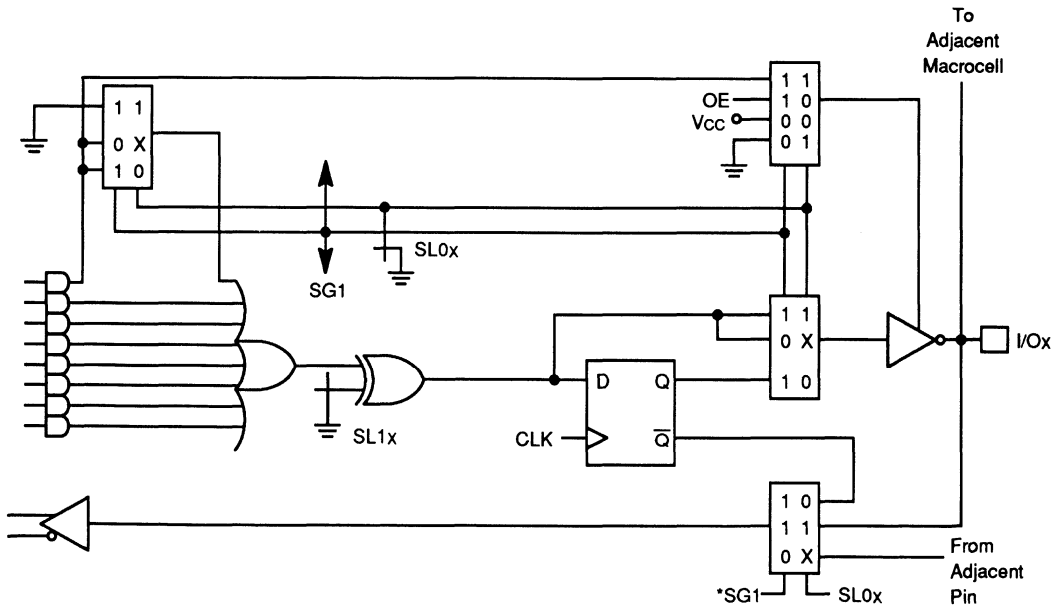 To
Adjacent
Macrocell
1 1
0 X
1 0
OE
VCC
1 1
1 0
0 0
0 1
SG1
SL0x
1 1
0 X
1 0
I/Ox
D Q
CLK
Q̅
SL1x
1 0
1 1
0 X
*SG1
SL0x
From
Adjacent
Pin